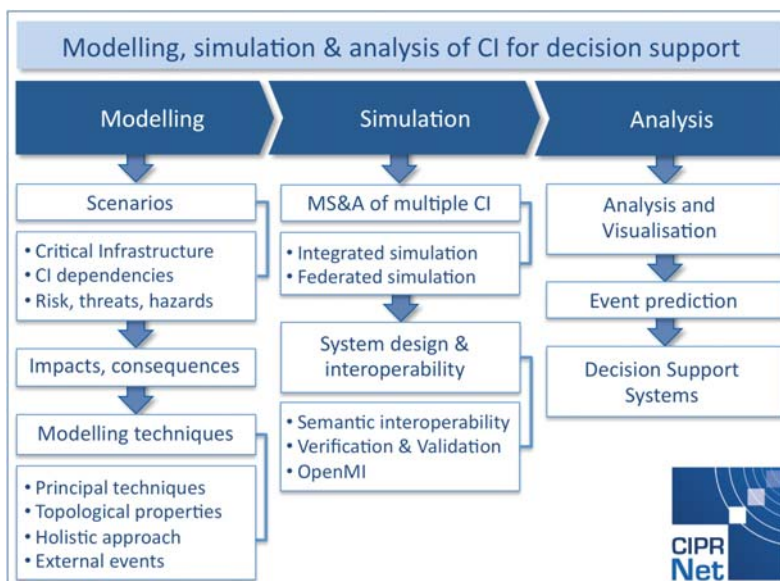 Modelling, simulation & analysis of CI for decision support
Modelling
Scenarios
• Critical Infrastructure
• CI dependencies
• Risk, threats, hazards
Impacts, consequences
Modelling techniques
• Principal techniques
• Topological properties
• Holistic approach
• External events
Simulation
MS&A of multiple CI
• Integrated simulation
• Federated simulation
System design &
interoperability
• Semantic interoperability
• Verification & Validation
• OpenMI
Analysis
Analysis and
Visualisation
Event prediction
Decision Support
Systems
CIPR
Net